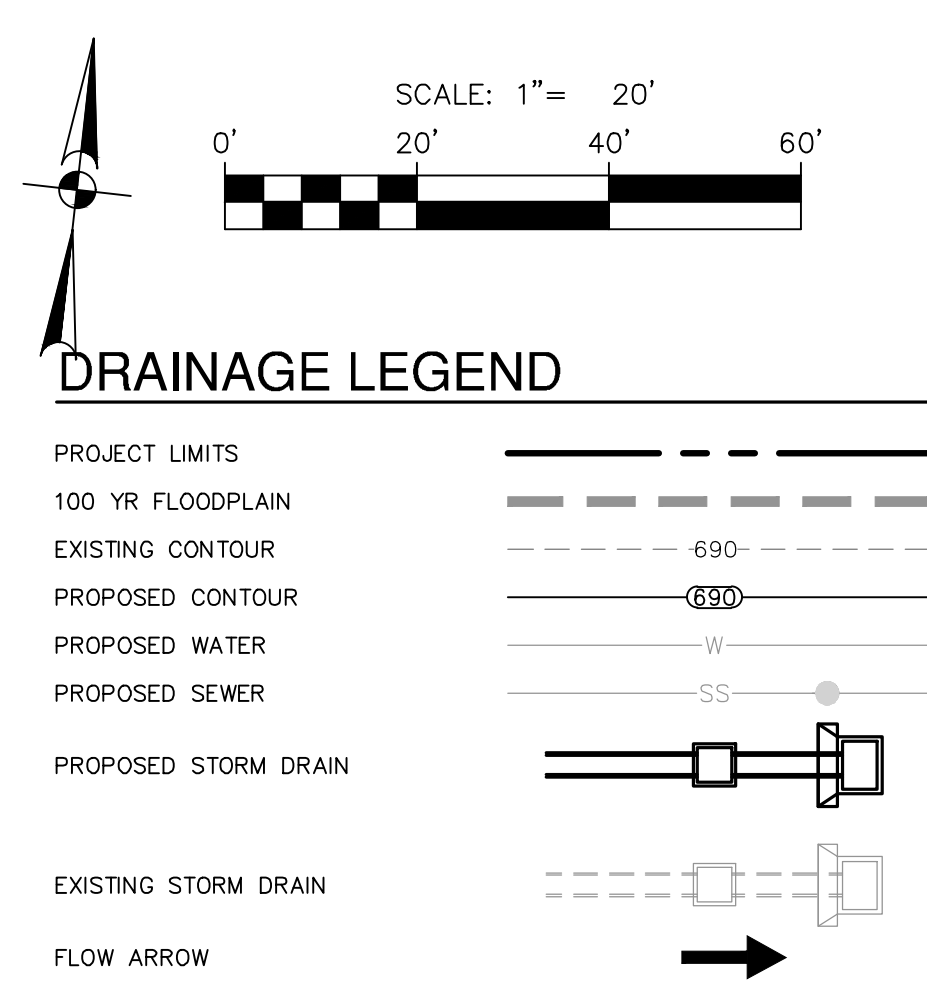 SCALE: 1”= 20’
0’ 20’ 40’ 60’
DRAINAGE LEGEND
PROJECT LIMITS
100 YR FLOODPLAIN
EXISTING CONTOUR 690
PROPOSED CONTOUR 690
PROPOSED WATER W
PROPOSED SEWER SS
PROPOSED STORM DRAIN
EXISTING STORM DRAIN
FLOW ARROW